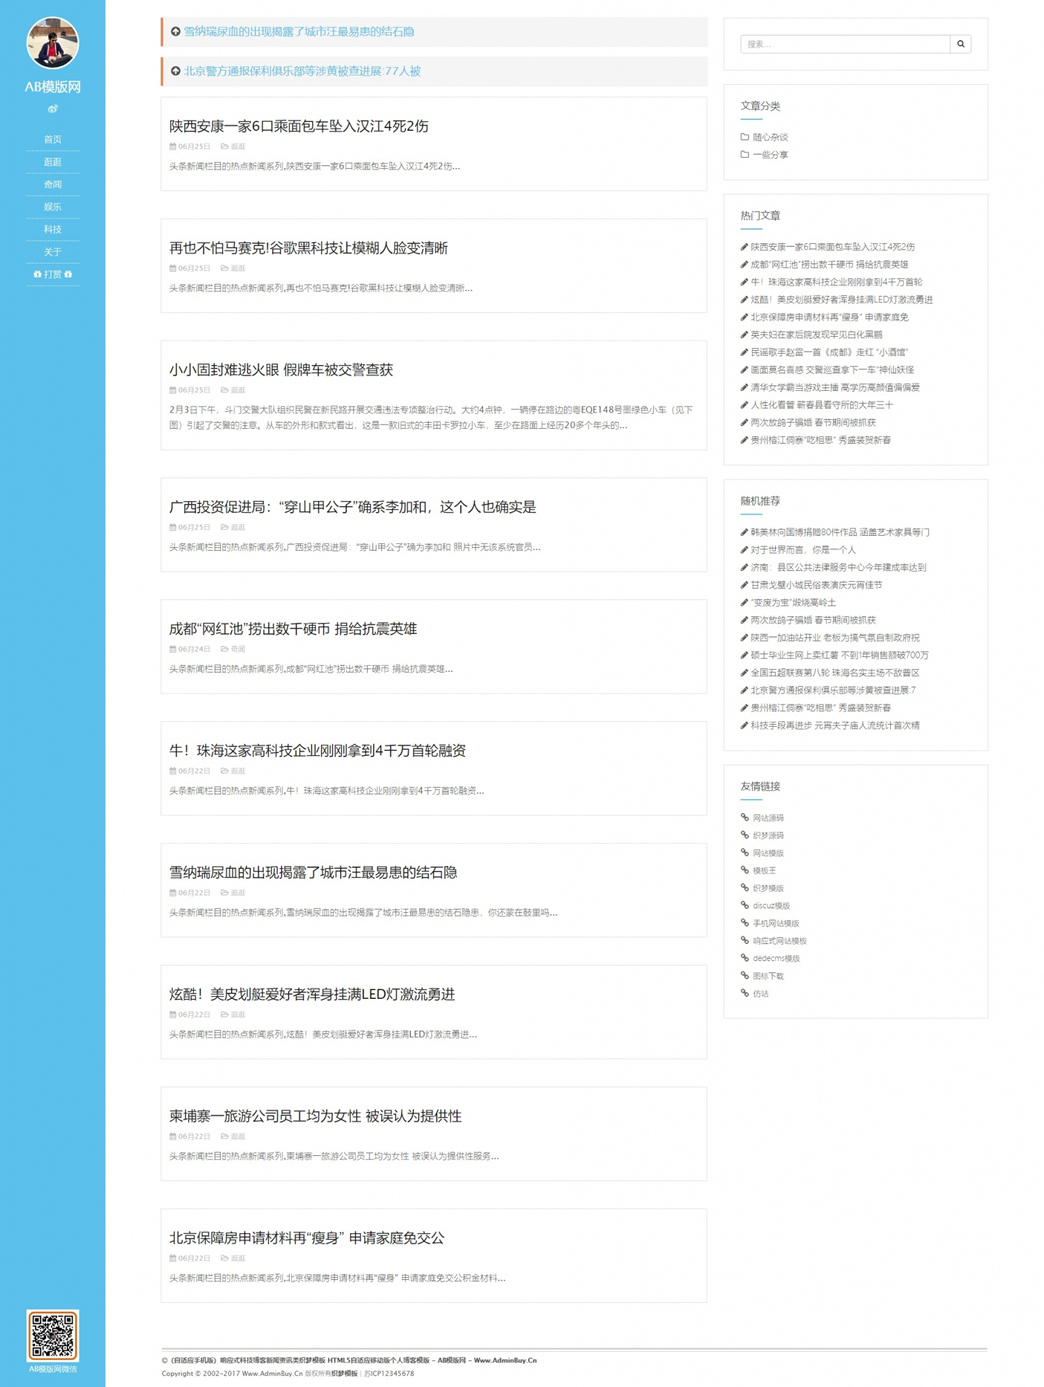 AB模版网
首页
逛逛
奇闻
娱乐
科技
关于
打赏
AB模版网微信
雪纳瑞尿血的出现揭露了城市汪最易患的结石隐
北京警方通报保利俱乐部等涉黄被查进展:77人被
陕西安康一家6口乘面包车坠入汉江4死2伤
06月25日 逛逛
头条新闻栏目的热点新闻系列,陕西安康一家6口乘面包车坠入汉江4死2伤...
再也不怕马赛克!谷歌黑科技让模糊人脸变清晰
06月25日 逛逛
头条新闻栏目的热点新闻系列,再也不怕马赛克!谷歌黑科技让模糊人脸变清晰...
小小固封难逃火眼 假牌车被交警查获
06月25日 逛逛
2月3日下午，斗门交警大队组织民警在新民路开展交通违法专项整治行动。大约4点钟，一辆停在路边的粤EQE148号墨绿色小车（见下
图）引起了交警的注意。从车的外形和款式看出，这是一款旧式的丰田卡罗拉小车，至少在路面上经历20多个年头的...
广西投资促进局：“穿山甲公子”确系李加和，这个人也确实是
06月25日 逛逛
头条新闻栏目的热点新闻系列,广西投资促进局：“穿山甲公子”确为李加和 照片中无该系统官员...
成都“网红池”捞出数千硬币 捐给抗震英雄
06月24日 奇闻
头条新闻栏目的热点新闻系列,成都“网红池”捞出数千硬币 捐给抗震英雄...
牛！珠海这家高科技企业刚刚拿到4千万首轮融资
06月22日 逛逛
头条新闻栏目的热点新闻系列,牛！珠海这家高科技企业刚刚拿到4千万首轮融资...
雪纳瑞尿血的出现揭露了城市汪最易患的结石隐
06月22日 逛逛
头条新闻栏目的热点新闻系列,雪纳瑞尿血的出现揭露了城市汪最易患的结石隐患，你还蒙在鼓里吗...
炫酷！美皮划艇爱好者浑身挂满LED灯激流勇进
06月22日 逛逛
头条新闻栏目的热点新闻系列,炫酷！美皮划艇爱好者浑身挂满LED灯激流勇进...
柬埔寨一旅游公司员工均为女性 被误认为提供性
06月22日 逛逛
头条新闻栏目的热点新闻系列,柬埔寨一旅游公司员工均为女性 被误认为提供性服务...
北京保障房申请材料再“瘦身” 申请家庭免交公
06月22日 逛逛
头条新闻栏目的热点新闻系列,北京保障房申请材料再“瘦身” 申请家庭免交公积金材料...
搜索...
文章分类
随心杂谈
一些分享
热门文章
陕西安康一家6口乘面包车坠入汉江4死2伤
成都“网红池”捞出数千硬币 捐给抗震英雄
牛！珠海这家高科技企业刚刚拿到4千万首轮
炫酷！美皮划艇爱好者浑身挂满LED灯激流勇进
北京保障房申请材料再“瘦身” 申请家庭免
英夫妇在家后院发现罕见白化黑鹂
民谣歌手赵雷一首《成都》走红 “小酒馆”
画面莫名喜感 交警巡查拿下一车“神仙妖怪
清华女学霸当游戏主播 高学历高颜值偏偏爱
人性化看管 蕲春县看守所的大年三十
两次放鸽子骗婚 春节期间被抓获
贵州榕江侗寨“吃相思” 秀盛装贺新春
随机推荐
韩美林向国博捐赠80件作品 涵盖艺术家具等门
对于世界而言，你是一个人
济南：县区公共法律服务中心今年建成率达到
甘肃戈壁小城民俗表演庆元宵佳节
“变废为宝”煅烧高岭土
两次放鸽子骗婚 春节期间被抓获
陕西一加油站开业 老板为搞气氛自制政府祝
硕士毕业生网上卖红薯 不到1年销售额破700万
全国五超联赛第八轮 珠海名实主场不敌普区
北京警方通报保利俱乐部等涉黄被查进展:7
贵州榕江侗寨“吃相思” 秀盛装贺新春
科技手段再进步 元宵夫子庙人流统计首次精
友情链接
网站源码
织梦源码
网站模版
模板王
织梦模版
discuz模版
手机网站模版
响应式网站模板
dedecms模版
图标下载
仿站
©（自适应手机版）响应式科技博客新闻资讯类织梦模板 HTML5自适应移动版个人博客模版 - AB模版网 - Www.AdminBuy.Cn
Copyright © 2002-2017 Www.AdminBuy.Cn 版权所有织梦模板 | 苏ICP12345678